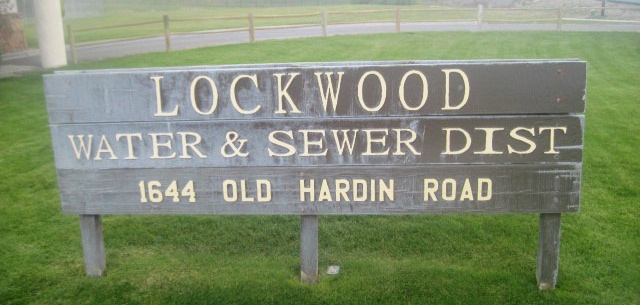 LOCKWOOD
WATER & SEWER DIST
1644 OLD HARDIN ROAD